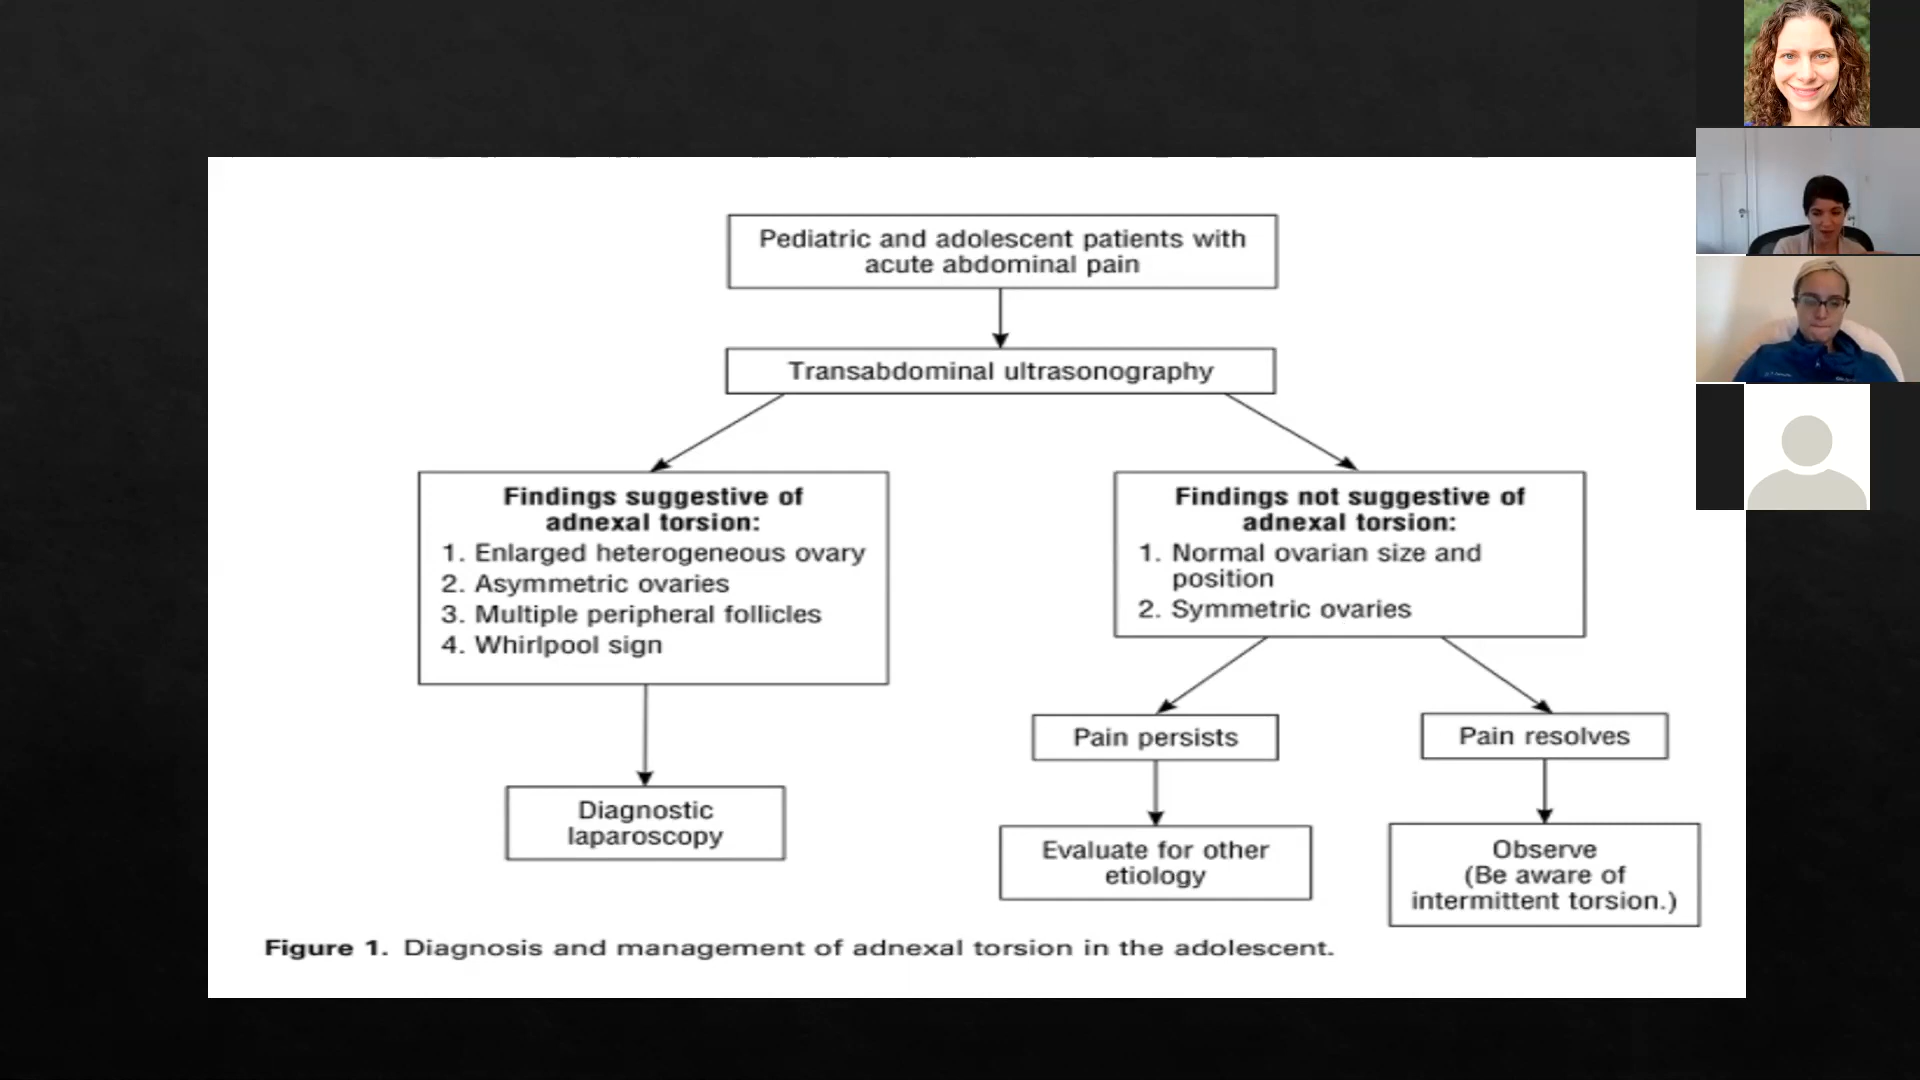 Pediatric and adolescent patients with
acute abdominal pain
Transabdominal ultrasonography
Findings suggestive of
adnexal torsion:
1. Enlarged heterogeneous ovary
2. Asymmetric ovaries
3. Multiple peripheral follicles
4. Whirlpool sign
Findings not suggestive of
adnexal torsion:
1. Normal ovarian size and
position
2. Symmetric ovaries
Pain persists
Pain resolves
Diagnostic
laparoscopy
Evaluate for other
etiology
Observe
(Be aware of
intermittent torsion.)
Figure 1. Diagnosis and management of adnexal torsion in the adolescent.